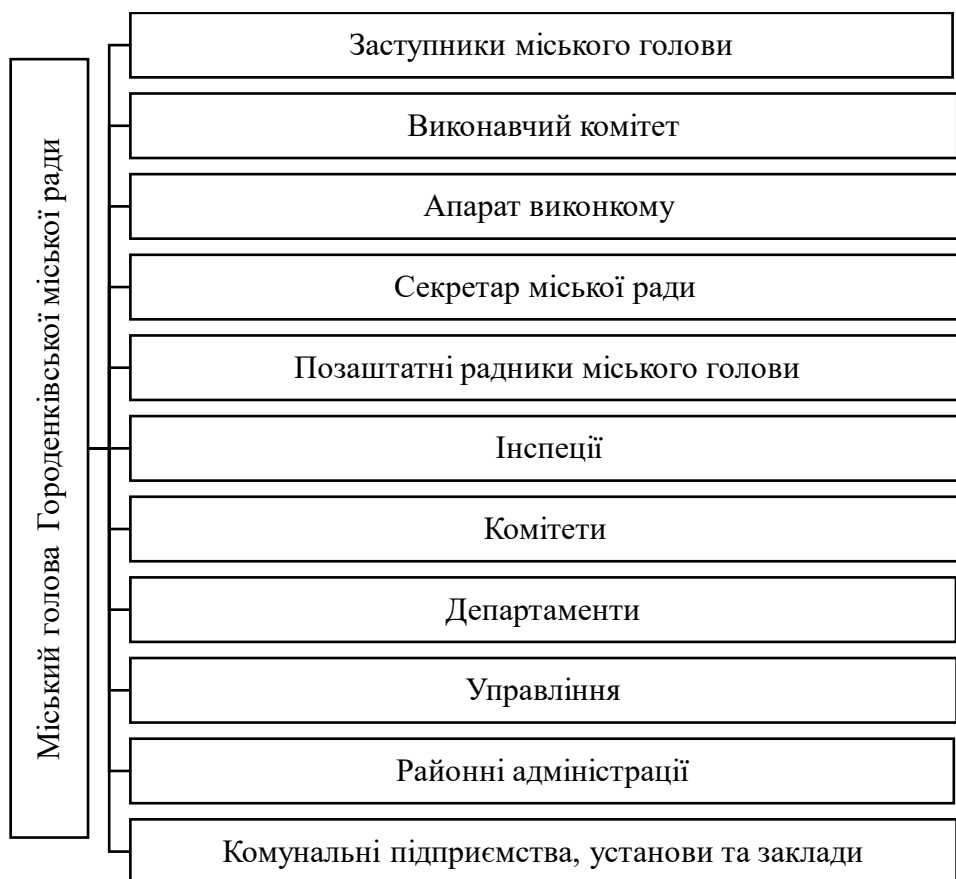 Міський голова Городенківської міської ради
Заступники міського голови
Виконавчий комітет
Апарат виконкому
Секретар міської ради
Позаштатні радники міського голови
Інспеції
Комітети
Департаменти
Управління
Районні адміністрації
Комунальні підприємства, установи та заклади